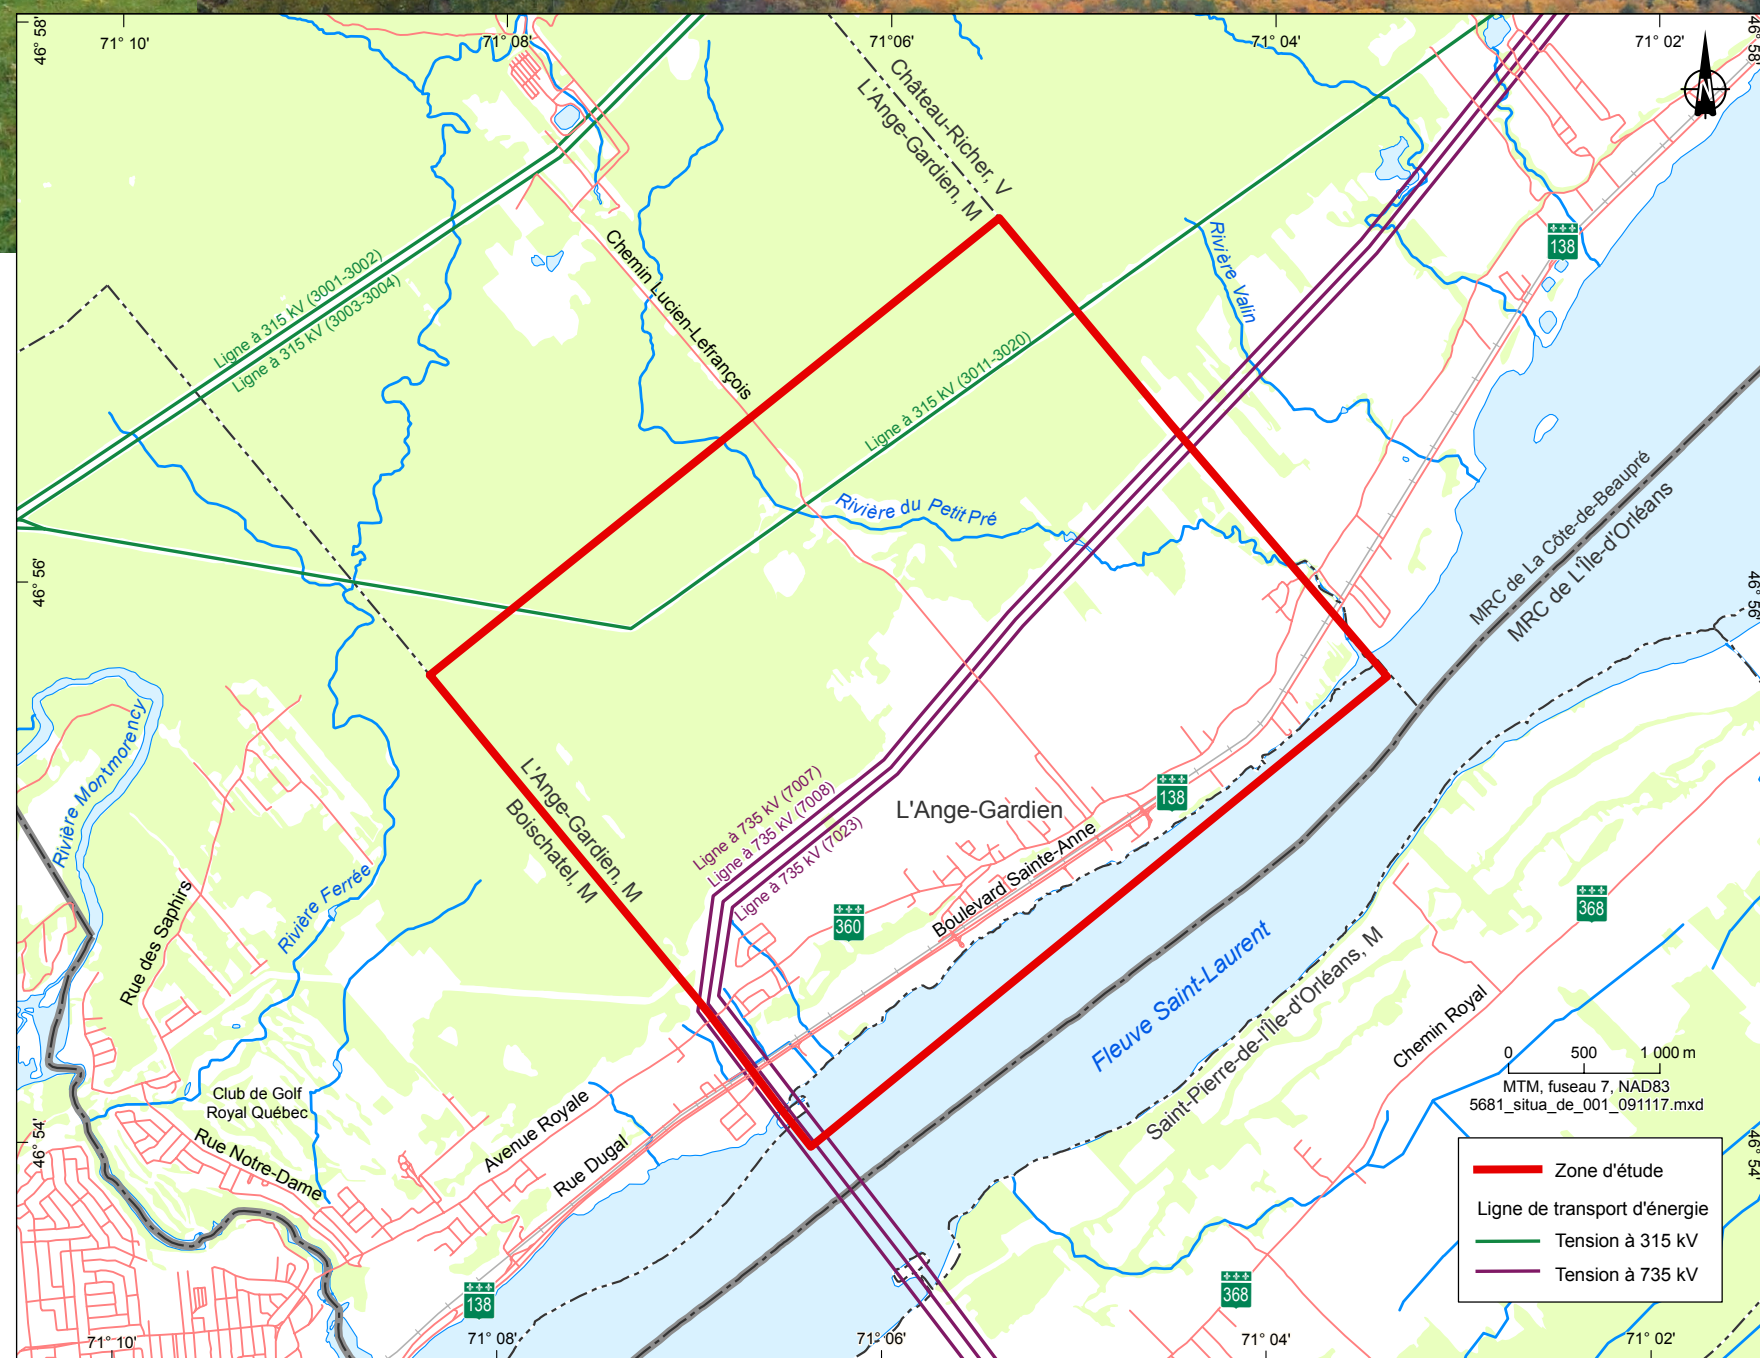 71° 10'
71° 08'
71° 06'
71° 04'
71° 02'
46° 58'
46° 58'
N
Château-Richer, V
L'Ange-Gardien, M
138
Chemin Lucien-Lefrançois
Rivière Valin
Ligne à 315 kV (3001-3002)
Ligne à 315 kV (3003-3004)
Ligne à 315 kV (3011-3020)
Rivière du Petit Pré
MRC de La Côte-de-Beaupré
MRC de L'Île-d'Orléans
46° 56'
46° 56'
Rivière Montmorency
L'Ange-Gardien, M
Boischatel, M
Ligne à 735 kV (7007)
Ligne à 735 kV (7008)
Ligne à 735 kV (7023)
L'Ange-Gardien
138
Boulevard Sainte-Anne
360
368
Rue des Saphirs
Rivière Ferrée
Fleuve Saint-Laurent
Saint-Pierre-de-l'Île-d'Orléans, M
Chemin Royal
Club de Golf
Royal Québec
Rue Notre-Dame
Avenue Royale
Rue Dugal
46° 54'
46° 54'
0 500 1 000 m
MTM, fuseau 7, NAD83
5681_situa_de_001_091117.mxd
Zone d'étude
Ligne de transport d'énergie
Tension à 315 kV
Tension à 735 kV
138
368
71° 10'
71° 08'
71° 06'
71° 04'
71° 02'